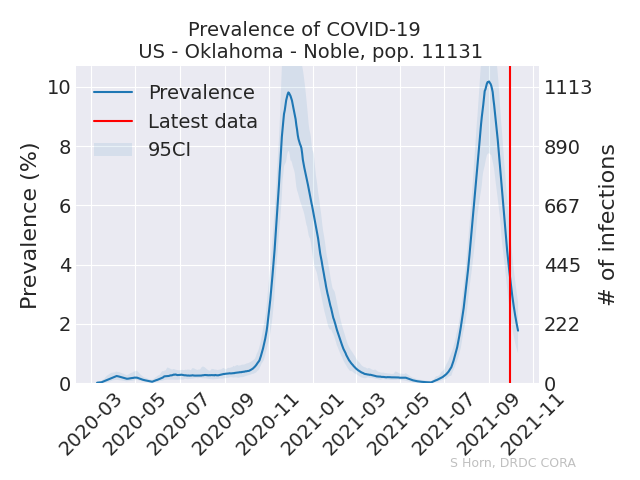 Prevalence of COVID-19
US - Oklahoma - Noble, pop. 11131
Prevalence
Latest data
95CI
Prevalence (%)
10
8
6
4
2
0
1113
890
667
445
222
0
# of infections
2020-03
2020-05
2020-07
2020-09
2020-11
2021-01
2021-03
2021-05
2021-07
2021-09
2021-11
S Horn, DRDC CORA